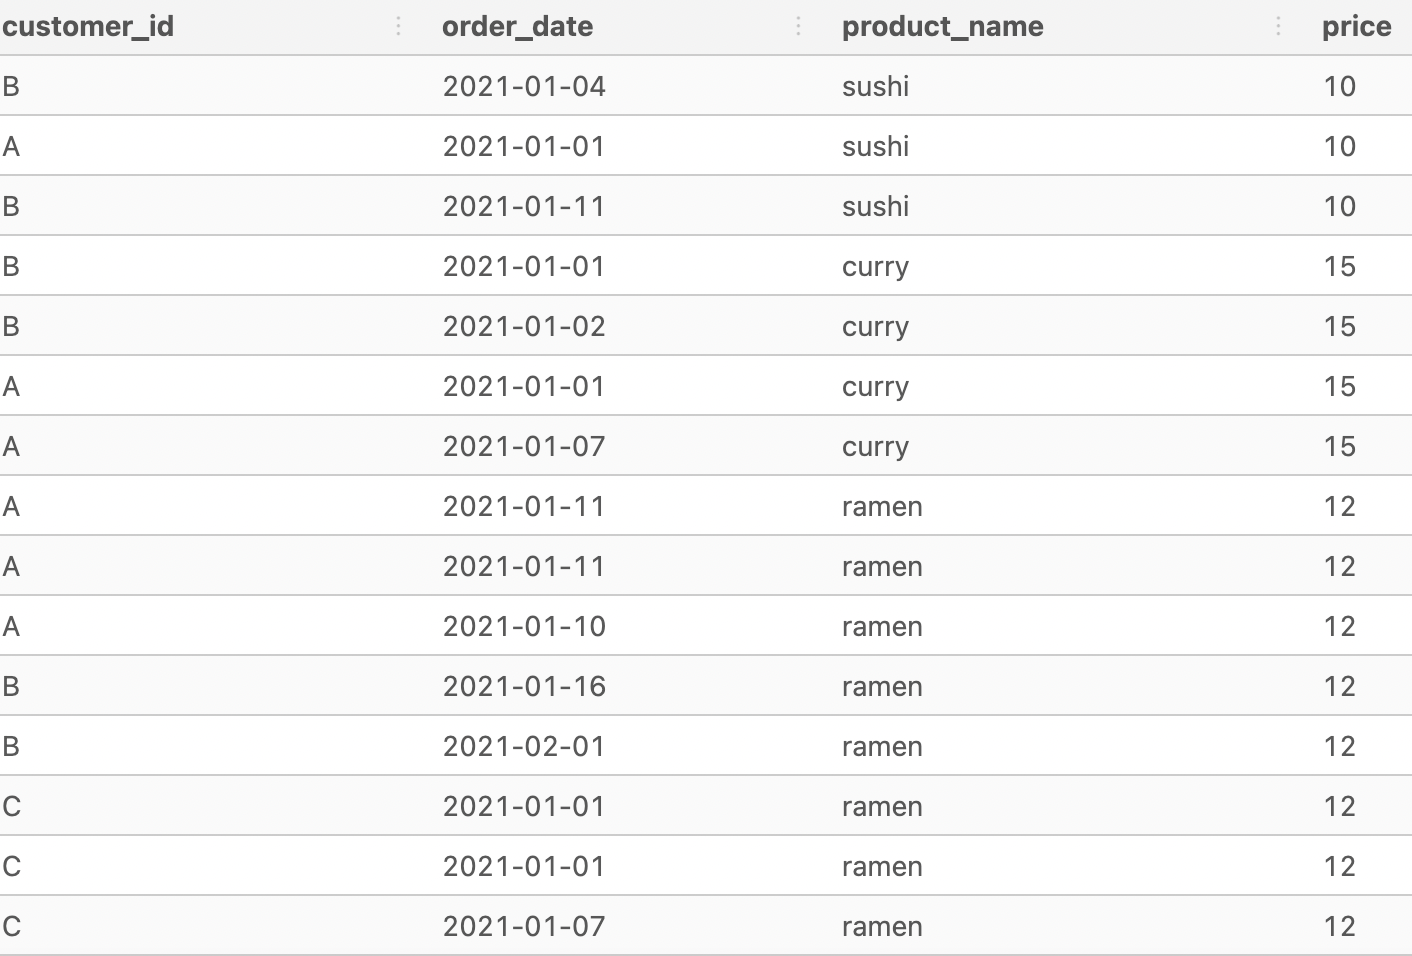 customer_id order_date product_name price
B 2021-01-04 sushi 10
A 2021-01-01 sushi 10
B 2021-01-11 sushi 10
B 2021-01-01 curry 15
B 2021-01-02 curry 15
A 2021-01-01 curry 15
A 2021-01-07 curry 15
A 2021-01-11 ramen 12
A 2021-01-11 ramen 12
A 2021-01-10 ramen 12
B 2021-01-16 ramen 12
B 2021-02-01 ramen 12
C 2021-01-01 ramen 12
C 2021-01-01 ramen 12
C 2021-01-07 ramen 12